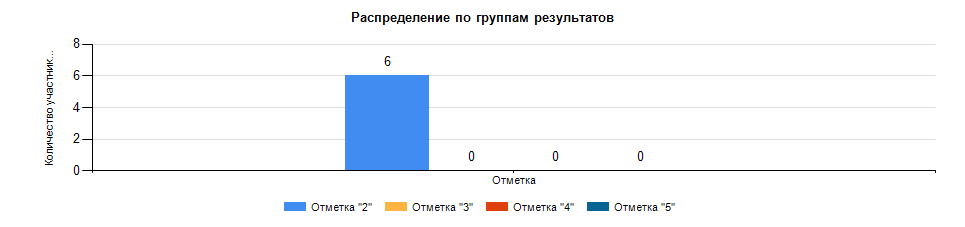 Распределение по группам результатов
Количество участник...
8
6
4
2
0
6
0
0
0
Отметка
Отметка "2" Отметка "3" Отметка "4" Отметка "5"